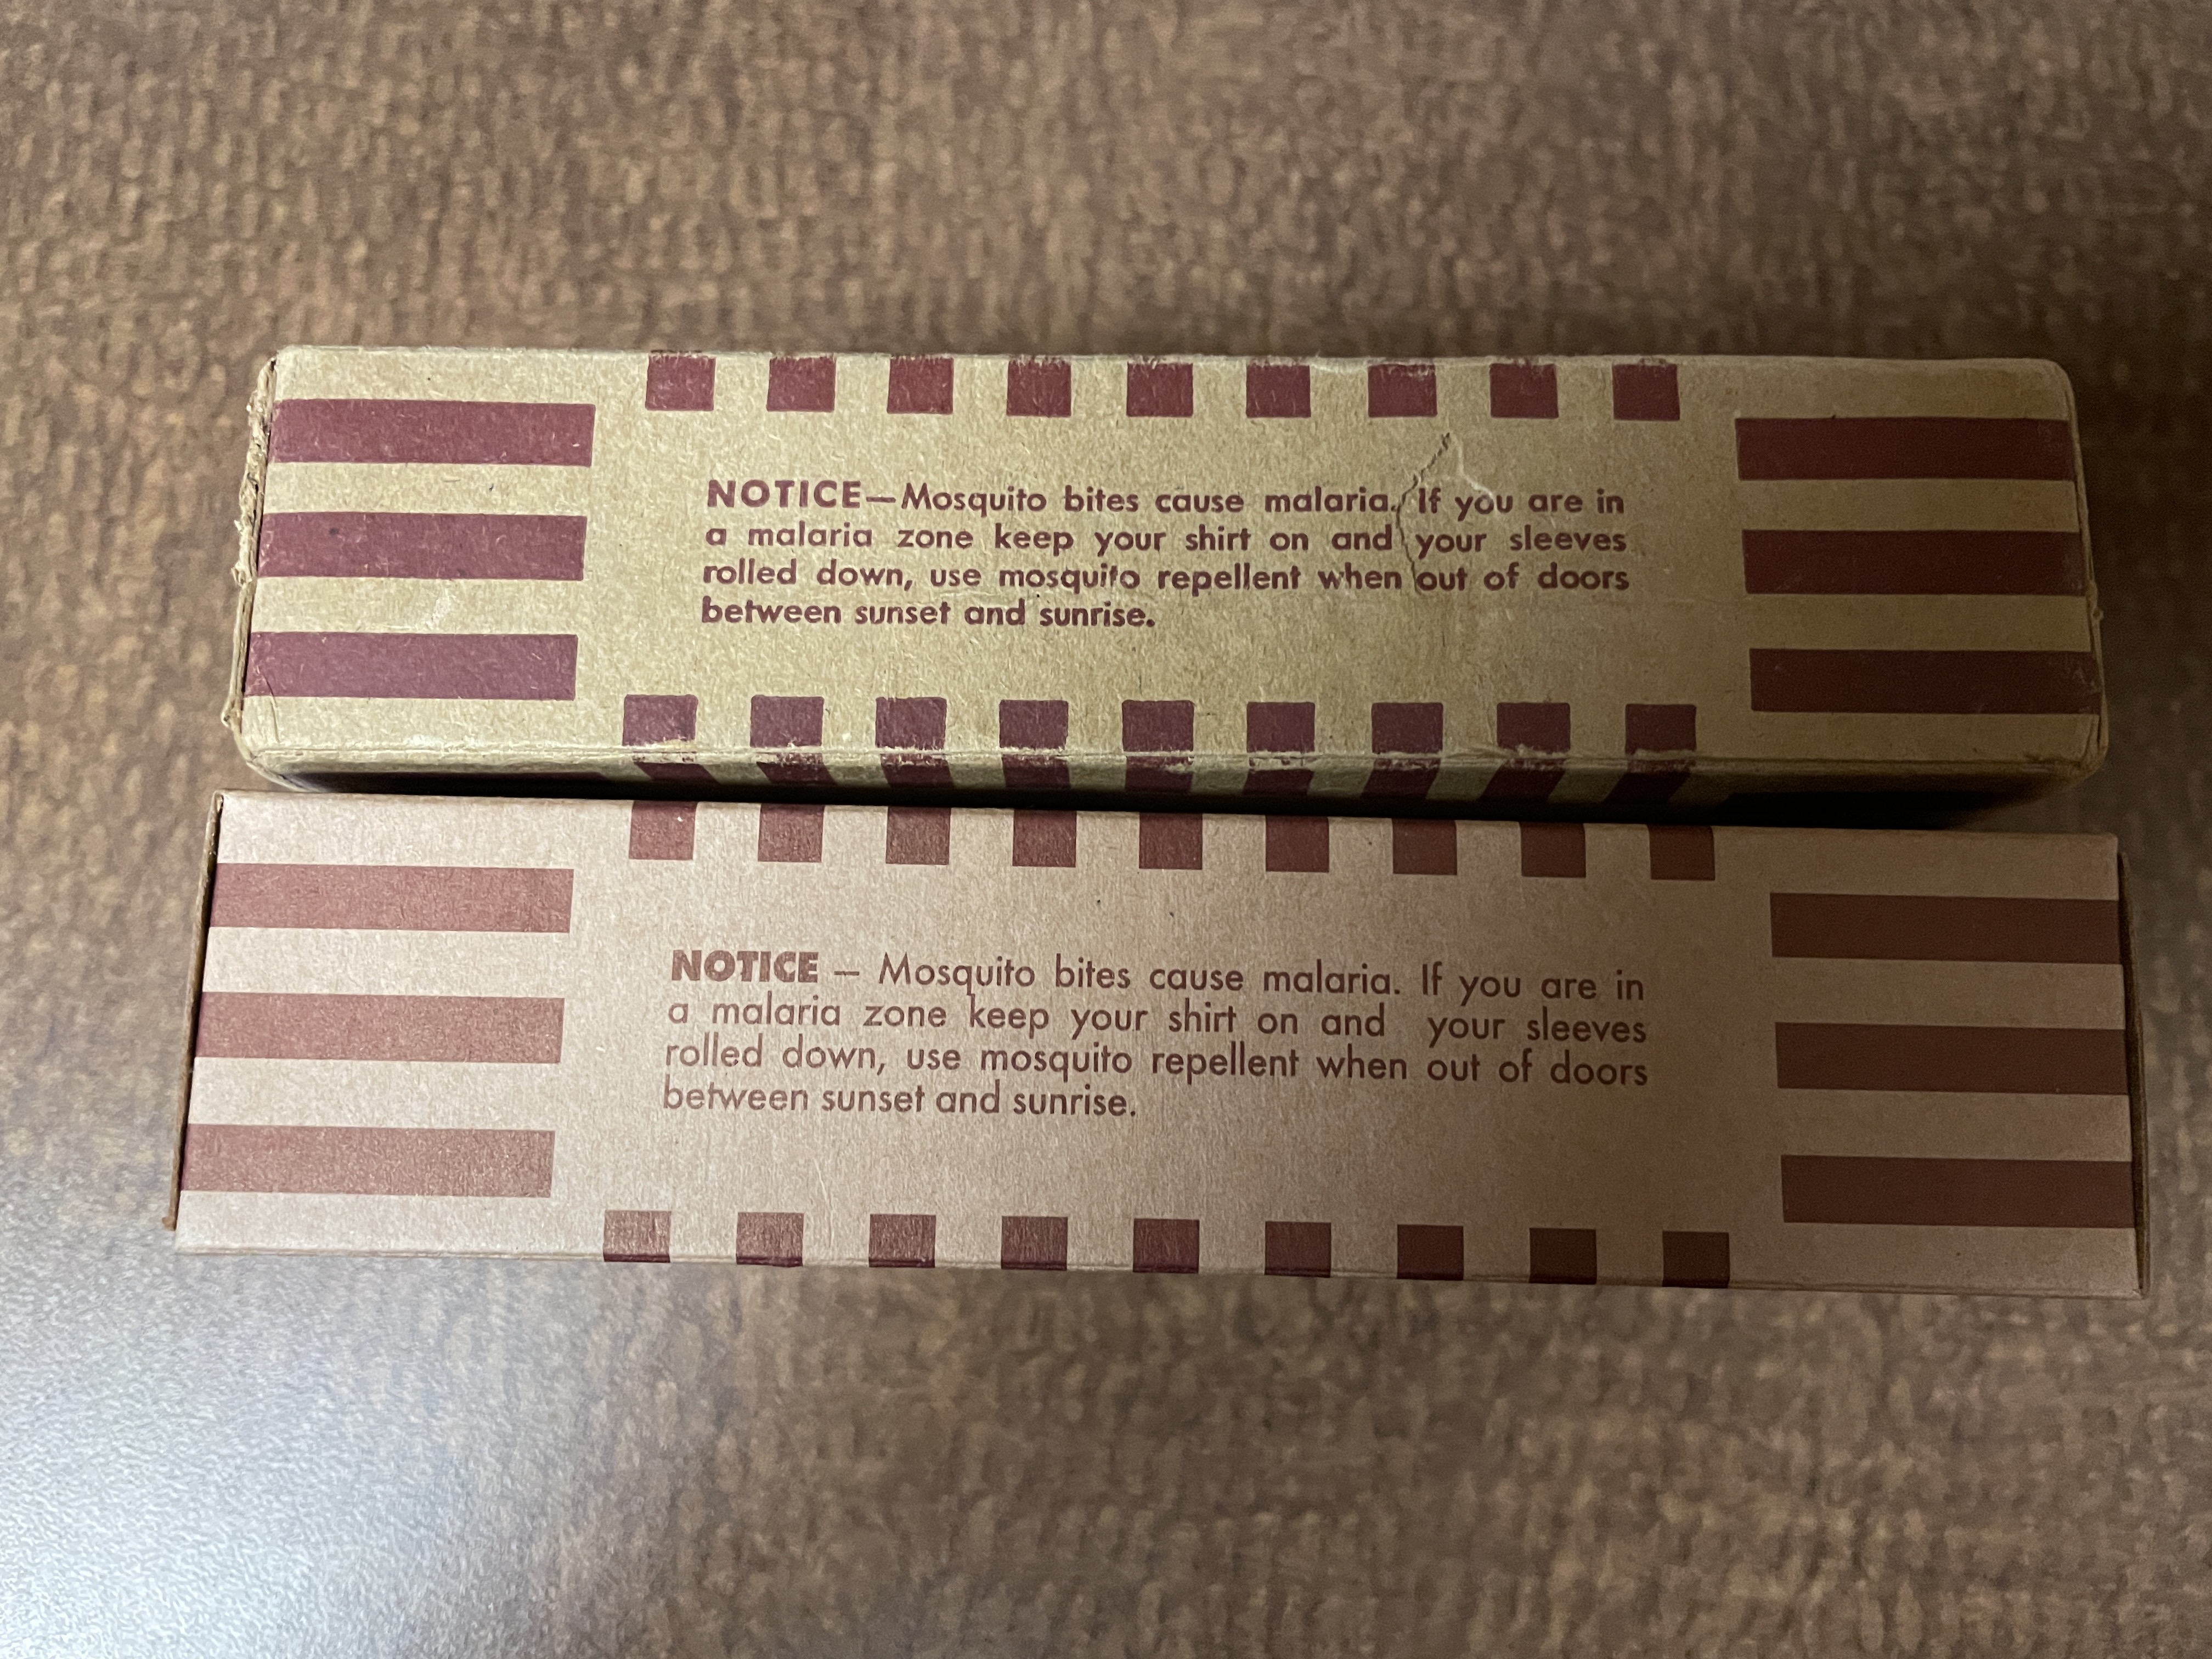 NOTICE—Mosquito bites cause malaria. If you are in
a malaria zone keep your shirt on and your sleeves
rolled down, use mosquito repellent when out of doors
between sunset and sunrise.
NOTICE — Mosquito bites cause malaria. If you are in
a malaria zone keep your shirt on and your sleeves
rolled down, use mosquito repellent when out of doors
between sunset and sunrise.